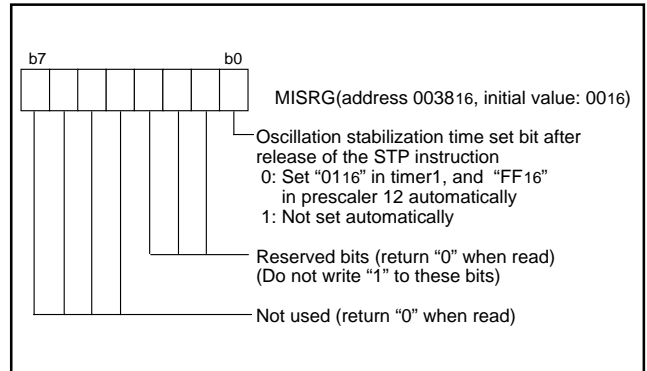 b7 b0
MISRG(address 003816, initial value: 0016)
Oscillation stabilization time set bit after
release of the STP instruction
0: Set “0116” in timer1, and “FF16”
in prescaler 12 automatically
1: Not set automatically
Reserved bits (return “0” when read)
(Do not write “1” to these bits)
Not used (return “0” when read)